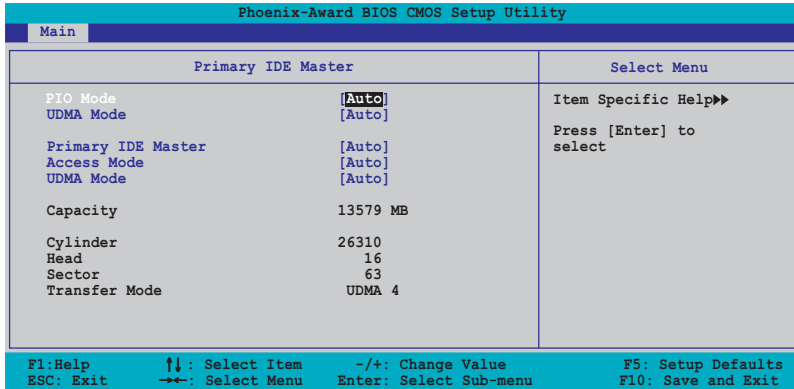 Phoenix-Award BIOS CMOS Setup Utility
Main
Primary IDE Master
Select Menu
PIO Mode [Auto]
UDMA Mode [Auto]
Primary IDE Master [Auto]
Access Mode [Auto]
UDMA Mode [Auto]
Capacity 13579 MB
Cylinder 26310
Head 16
Sector 63
Transfer Mode UDMA 4
Item Specific Help▶▶
Press [Enter] to
select
F1:Help ↑↓: Select Item -/+: Change Value F5: Setup Defaults
ESC: Exit →←: Select Menu Enter: Select Sub-menu F10: Save and Exit